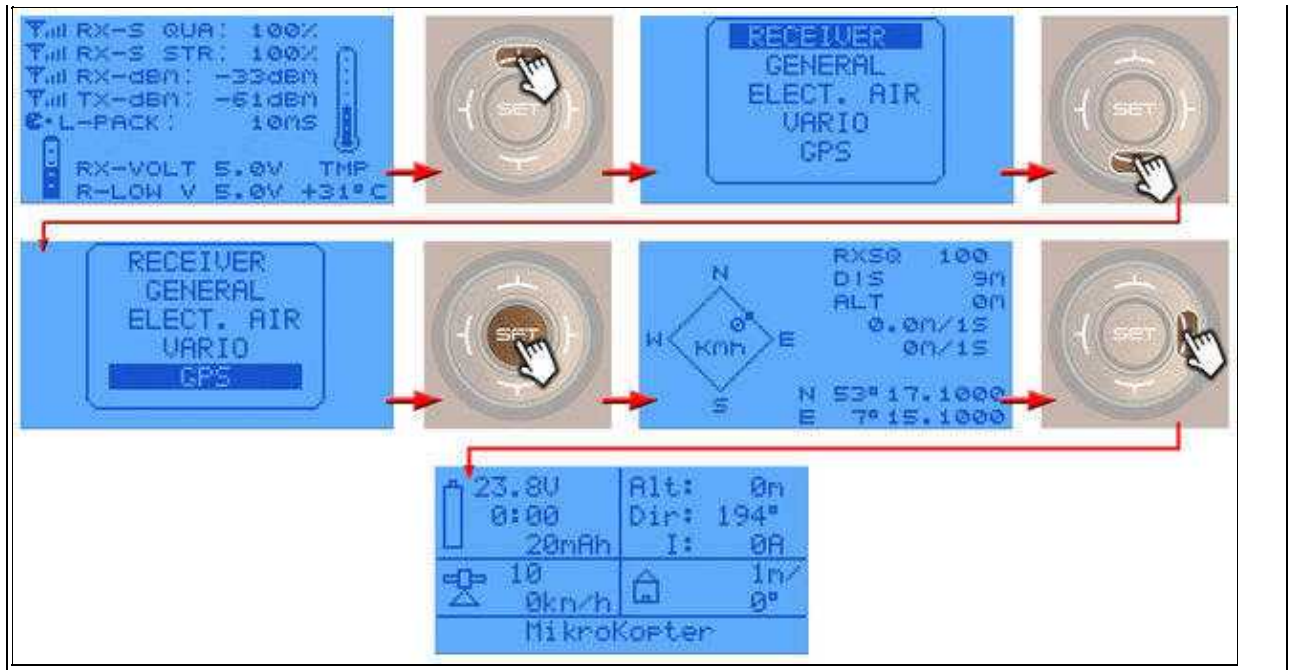 RX-S QUA: 100%
RX-S STR: 100%
RX-dBm: -33dBm
TX-dBm: -61dBm
L-PACK: 10ms
RX-VOLT 5.0V TMP
R-LOW V 5.0V +31°C
SET
RECEIVER
GENERAL
ELECT. AIR
VARIO
GPS
SET
RECEIVER
GENERAL
ELECT. AIR
VARIO
GPS
SET
N
W E
S
0°
Kmh
RXSQ 100
DIS 9m
ALT 0m
0.0m/1s
0m/1s
N 53°17.1000
E 7°15.1000
SET
23.8V
0:00
20mAh
Alt: 0m
Dir: 194°
I: 0A
10
0km/h
1m/
0°
MikroKopter